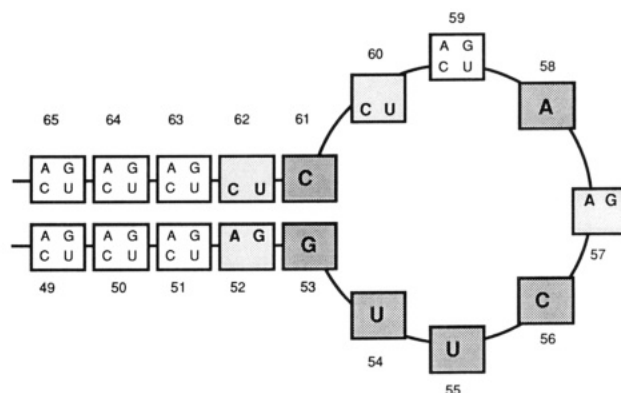 59
60
A G
C U
58
C U
A
65 64 63 62 61
A G A G A G
C U C U C U C U C
A G
57
A G A G A G A G G
C U C U C U
49 50 51 52 53
U
U
C
54
55
56